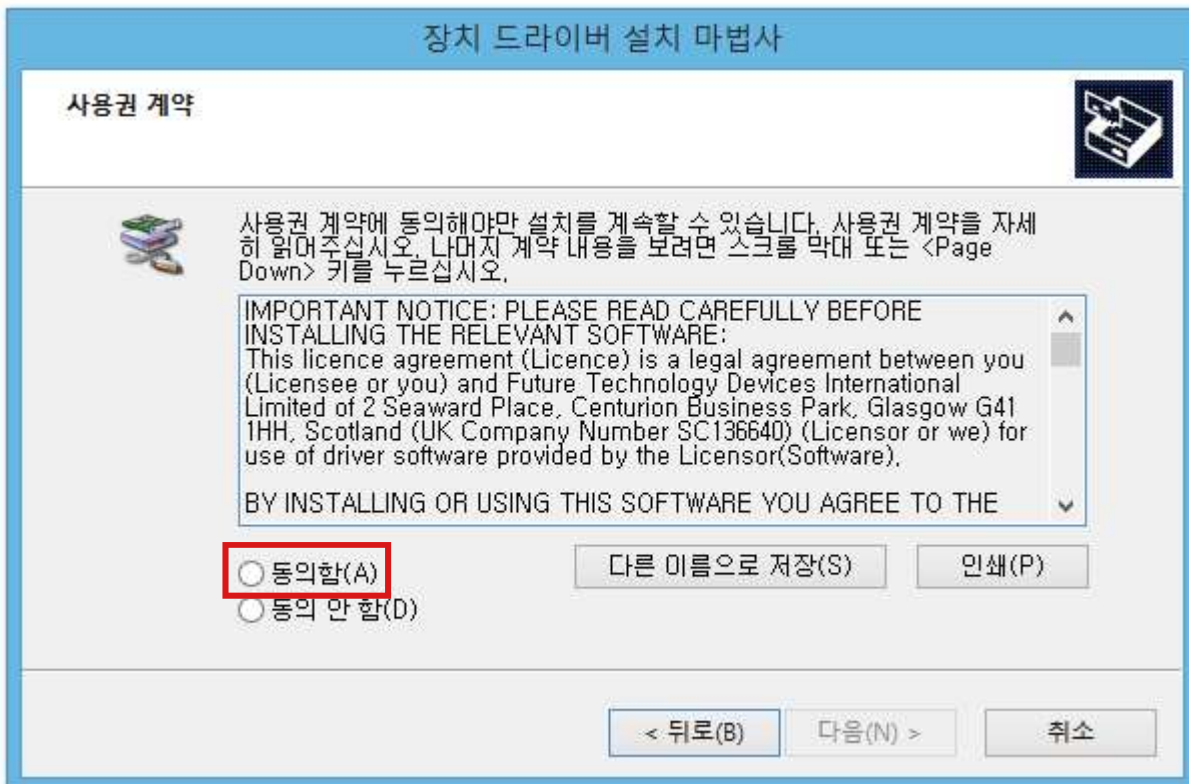 장치 드라이버 설치 마법사
사용권 계약
사용권 계약에 동의해야만 설치를 계속할 수 있습니다. 사용권 계약을 자세
히 읽어주십시오. 나머지 계약 내용을 보려면 스크롤 막대 또는 <Page
Down> 키를 누르십시오.
IMPORTANT NOTICE: PLEASE READ CAREFULLY BEFORE
INSTALLING THE RELEVANT SOFTWARE:
This licence agreement (Licence) is a legal agreement between you
(Licensee or you) and Future Technology Devices International
Limited of 2 Seaward Place, Centurion Business Park, Glasgow G41
1HH, Scotland (UK Company Number SC136640) (Licensor or we) for
use of driver software provided by the Licensor(Software).
BY INSTALLING OR USING THIS SOFTWARE YOU AGREE TO THE
동의함(A)
다른 이름으로 저장(S)
인쇄(P)
동의 안 함(D)
< 뒤로(B)
다음(N) >
취소